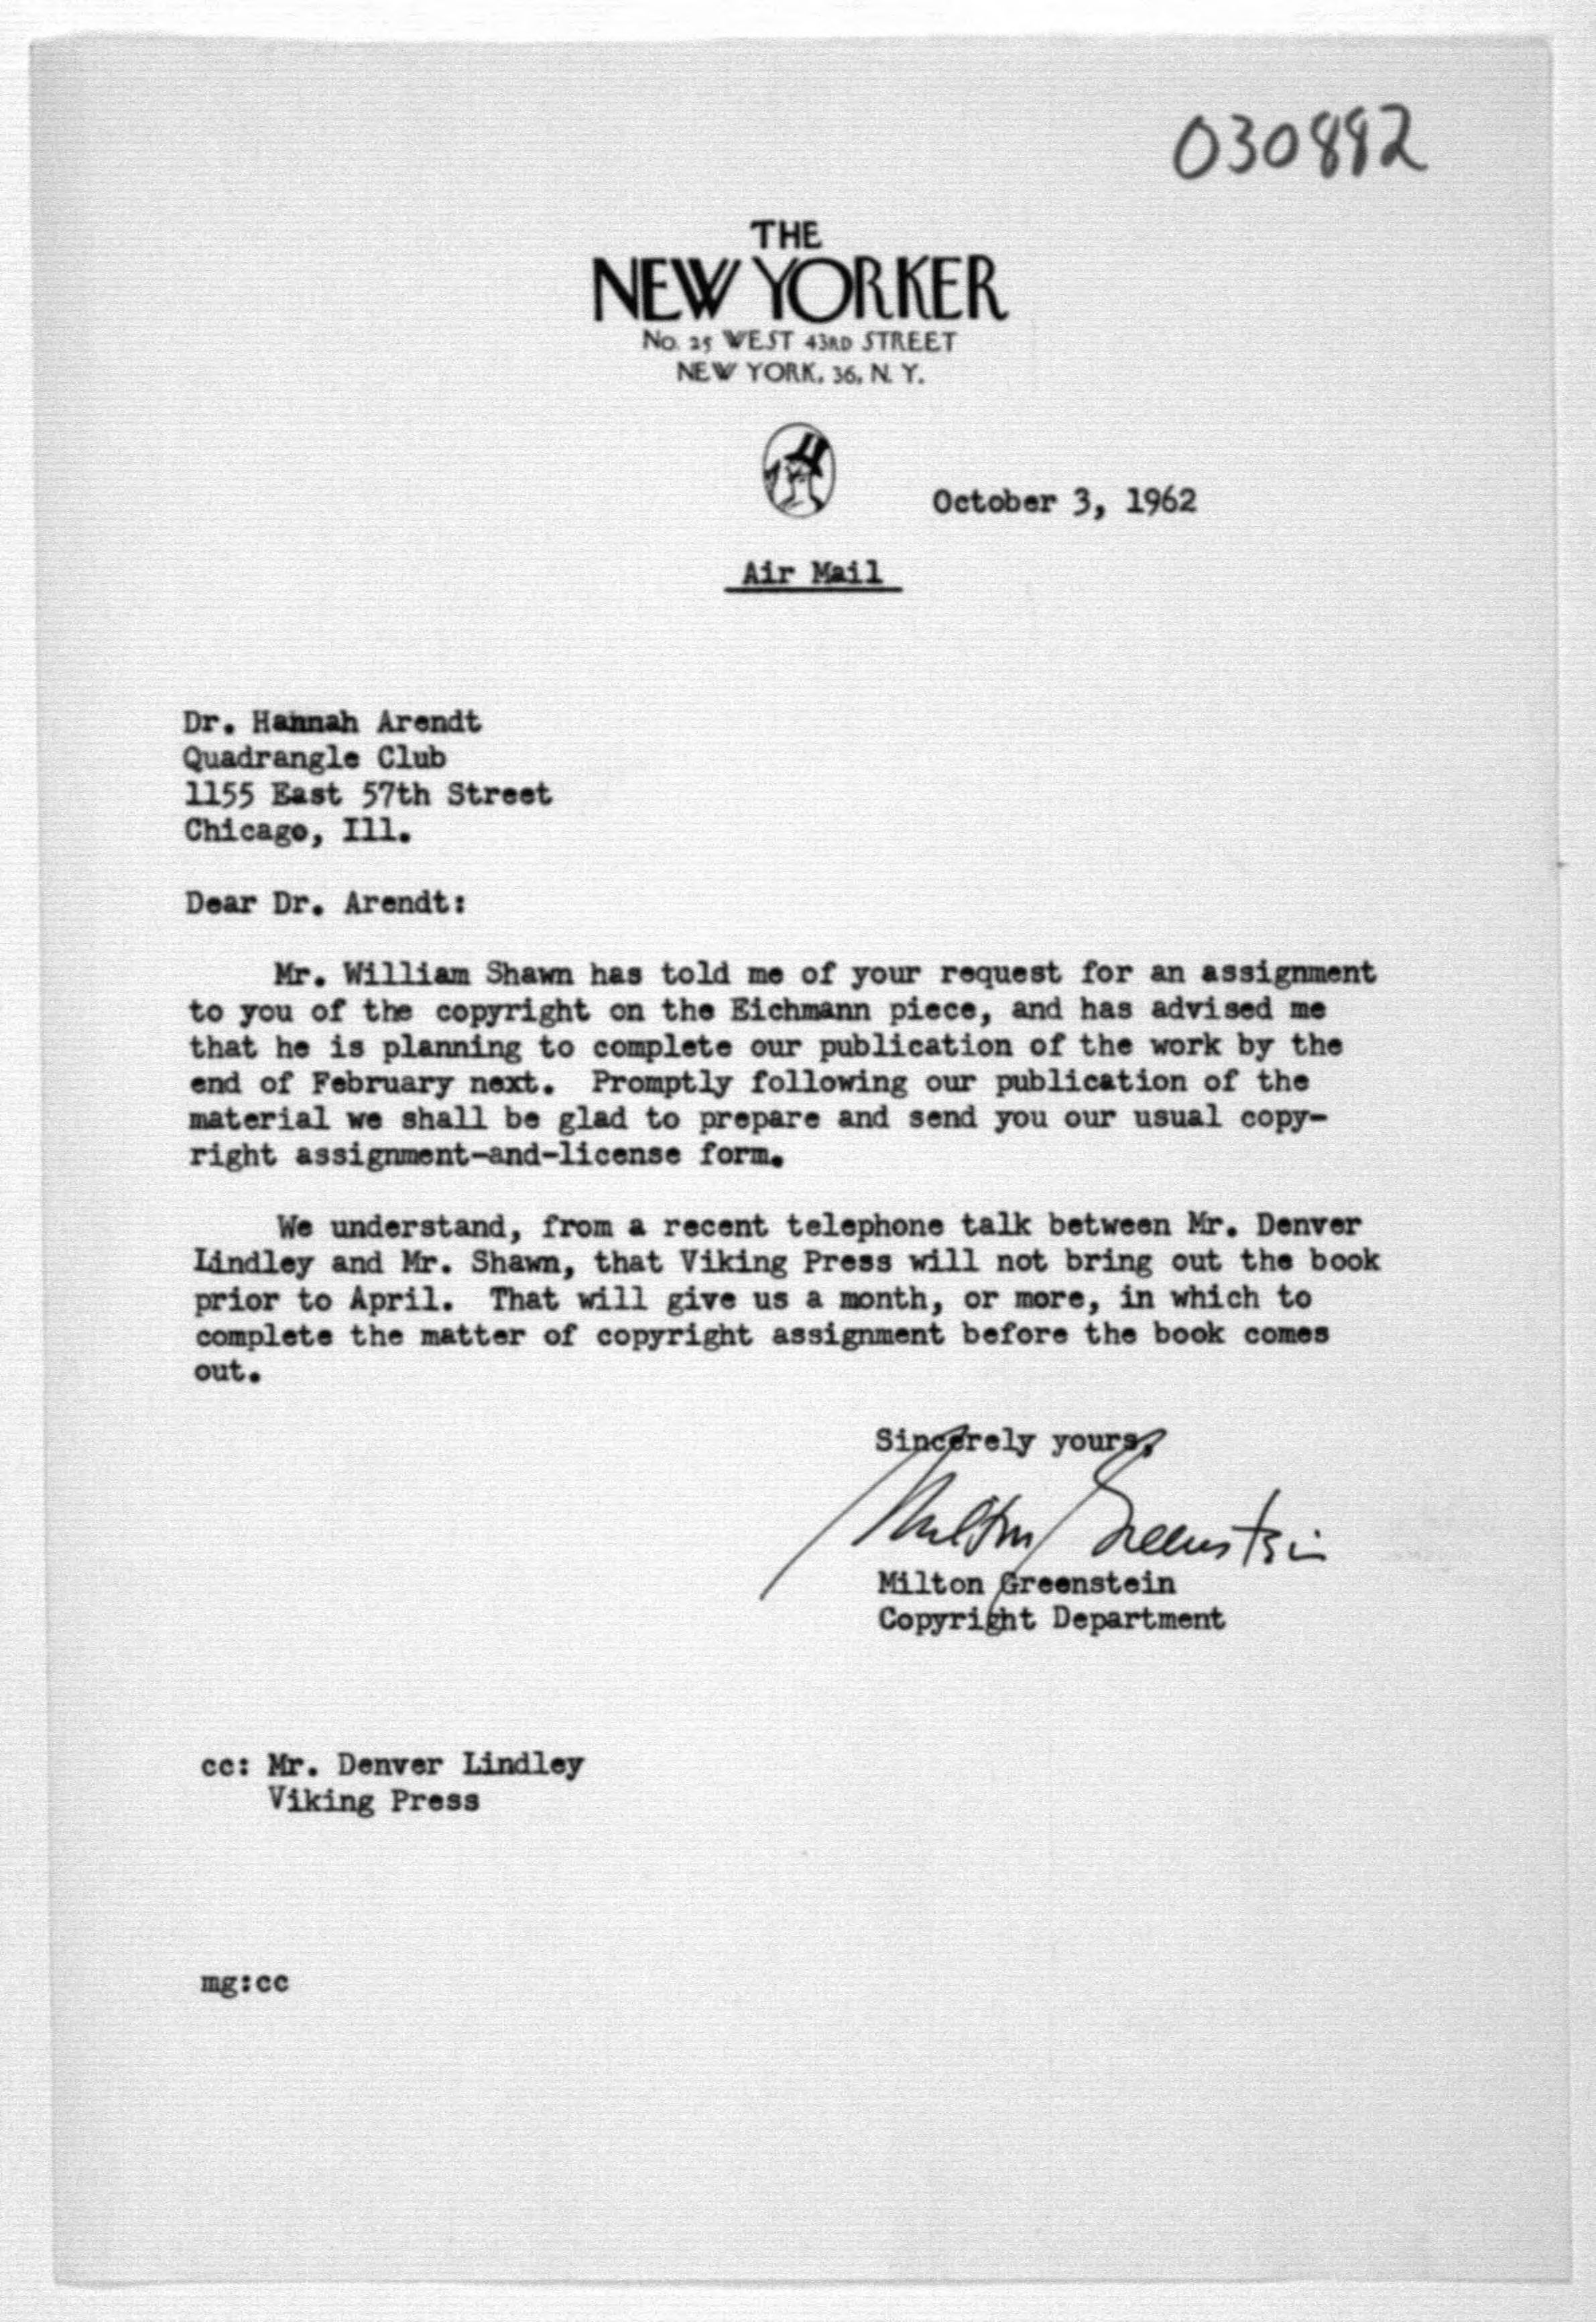 030882
THE
NEW YORKER
No. 25 WEST 43RD STREET
NEW YORK, 36, N. Y.
October 3, 1962
Air Mail
Dr. Hannah Arendt
Quadrangle Club
1155 East 57th Street
Chicago, Ill.
Dear Dr. Arendt:
Mr. William Shawn has told me of your request for an assignment
to you of the copyright on the Eichmann piece, and has advised me
that he is planning to complete our publication of the work by the
end of February next. Promptly following our publication of the
material we shall be glad to prepare and send you our usual copy-
right assignment-and-license form.
We understand, from a recent telephone talk between Mr. Denver
Lindley and Mr. Shawn, that Viking Press will not bring out the book
prior to April. That will give us a month, or more, in which to
complete the matter of copyright assignment before the book comes
out.
Sincerely yours,
Milton Greenstein
Milton Greenstein
Copyright Department
cc: Mr. Denver Lindley
Viking Press
mg:cc